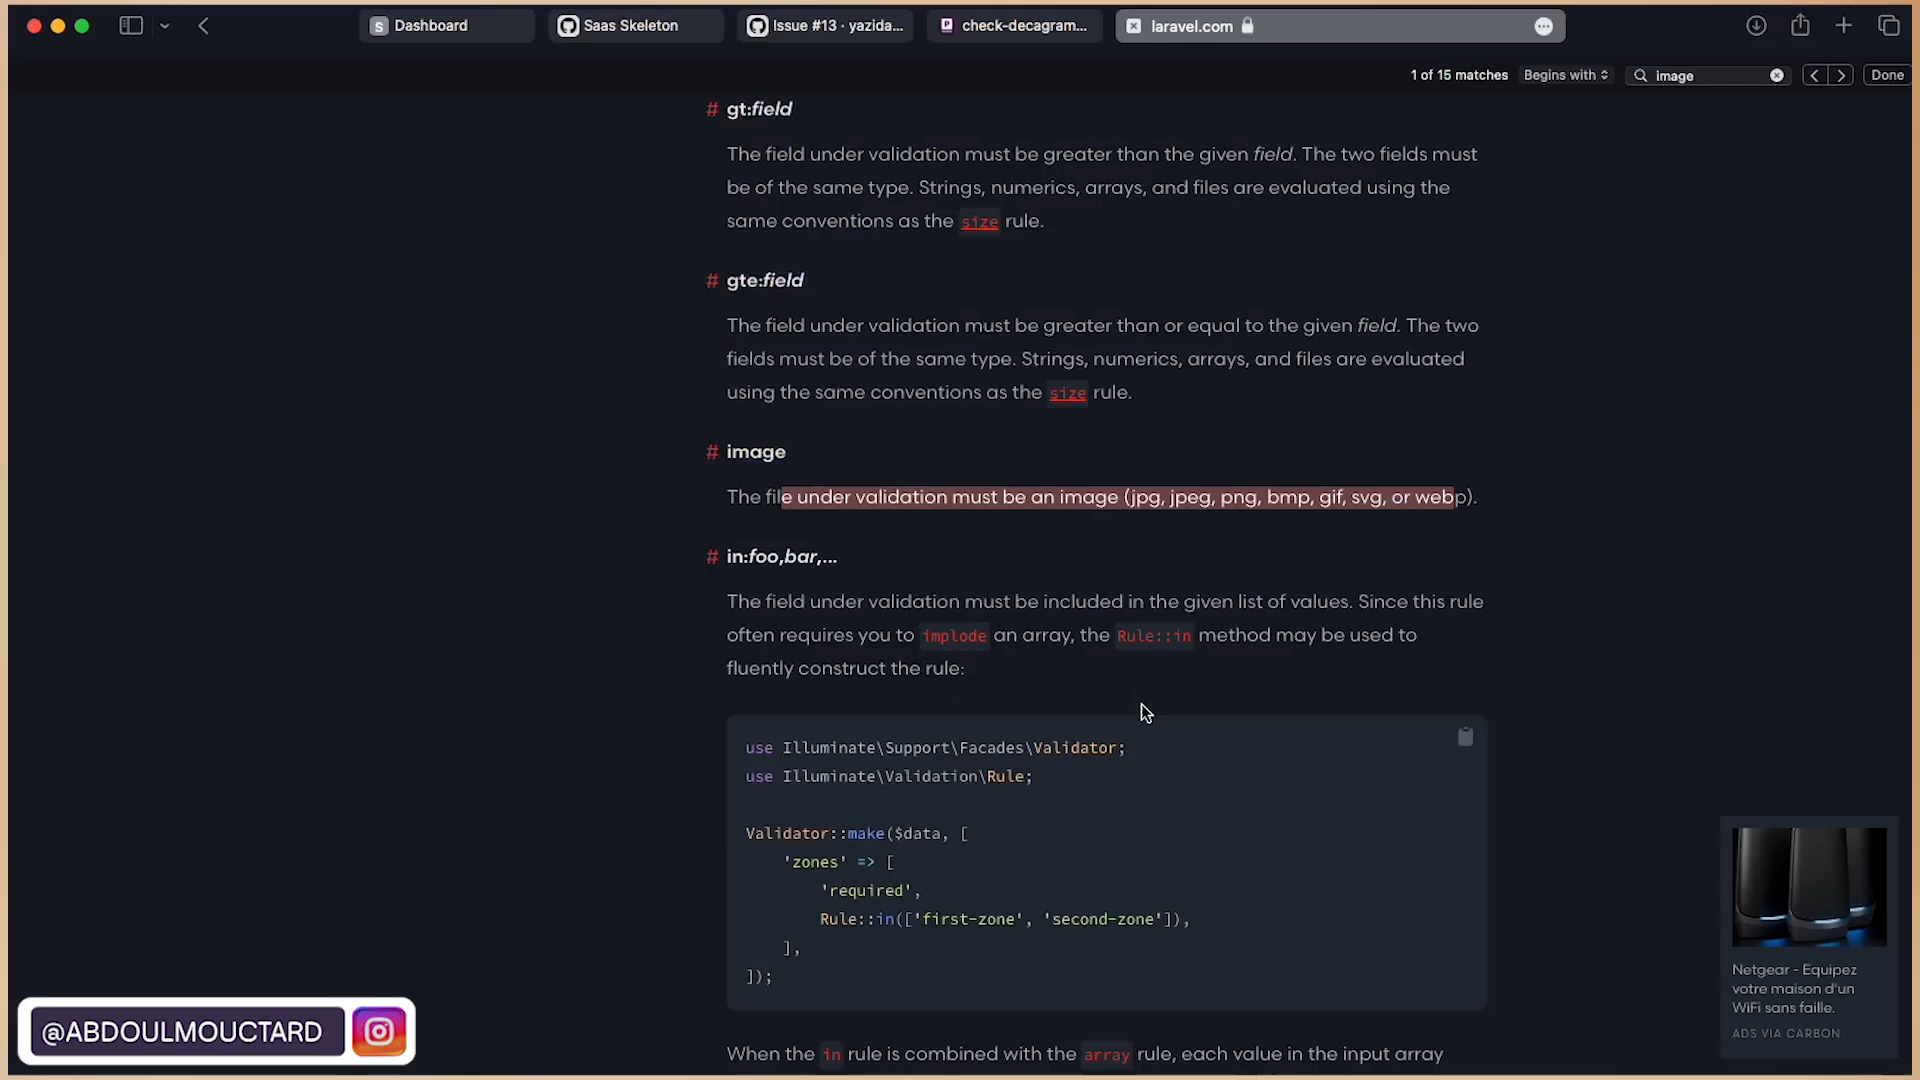 Dashboard
Saas Skeleton
Issue #13 · yazida...
check-decagram...
laravel.com
1 of 15 matches
Begins with
image
Done
# gt:field
The field under validation must be greater than the given field. The two fields must
be of the same type. Strings, numerics, arrays, and files are evaluated using the
same conventions as the size rule.
# gte:field
The field under validation must be greater than or equal to the given field. The two
fields must be of the same type. Strings, numerics, arrays, and files are evaluated
using the same conventions as the size rule.
# image
The file under validation must be an image (jpg, jpeg, png, bmp, gif, svg, or webp).
# in:foo,bar,...
The field under validation must be included in the given list of values. Since this rule
often requires you to implode an array, the Rule::in method may be used to
fluently construct the rule:
use Illuminate\Support\Facades\Validator;
use Illuminate\Validation\Rule;
Validator::make($data, [
'zones' => [
'required',
Rule::in(['first-zone', 'second-zone']),
],
]);
When the in rule is combined with the array rule, each value in the input array
Netgear - Equipez
votre maison d'un
WiFi sans faille.
ADS VIA CARBON
@ABDOULMOUCTARD